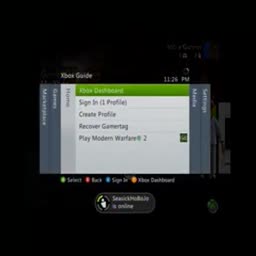 Xbox Guide
11:26 PM
Marketplace
Games
Home
Xbox Dashboard
Sign In (1 Profile)
Create Profile
Recover Gamertag
Play Modern Warfare® 2
Media
Settings
A Select B Back X Sign In Y Xbox Dashboard
SeasickHoBoJo
is online